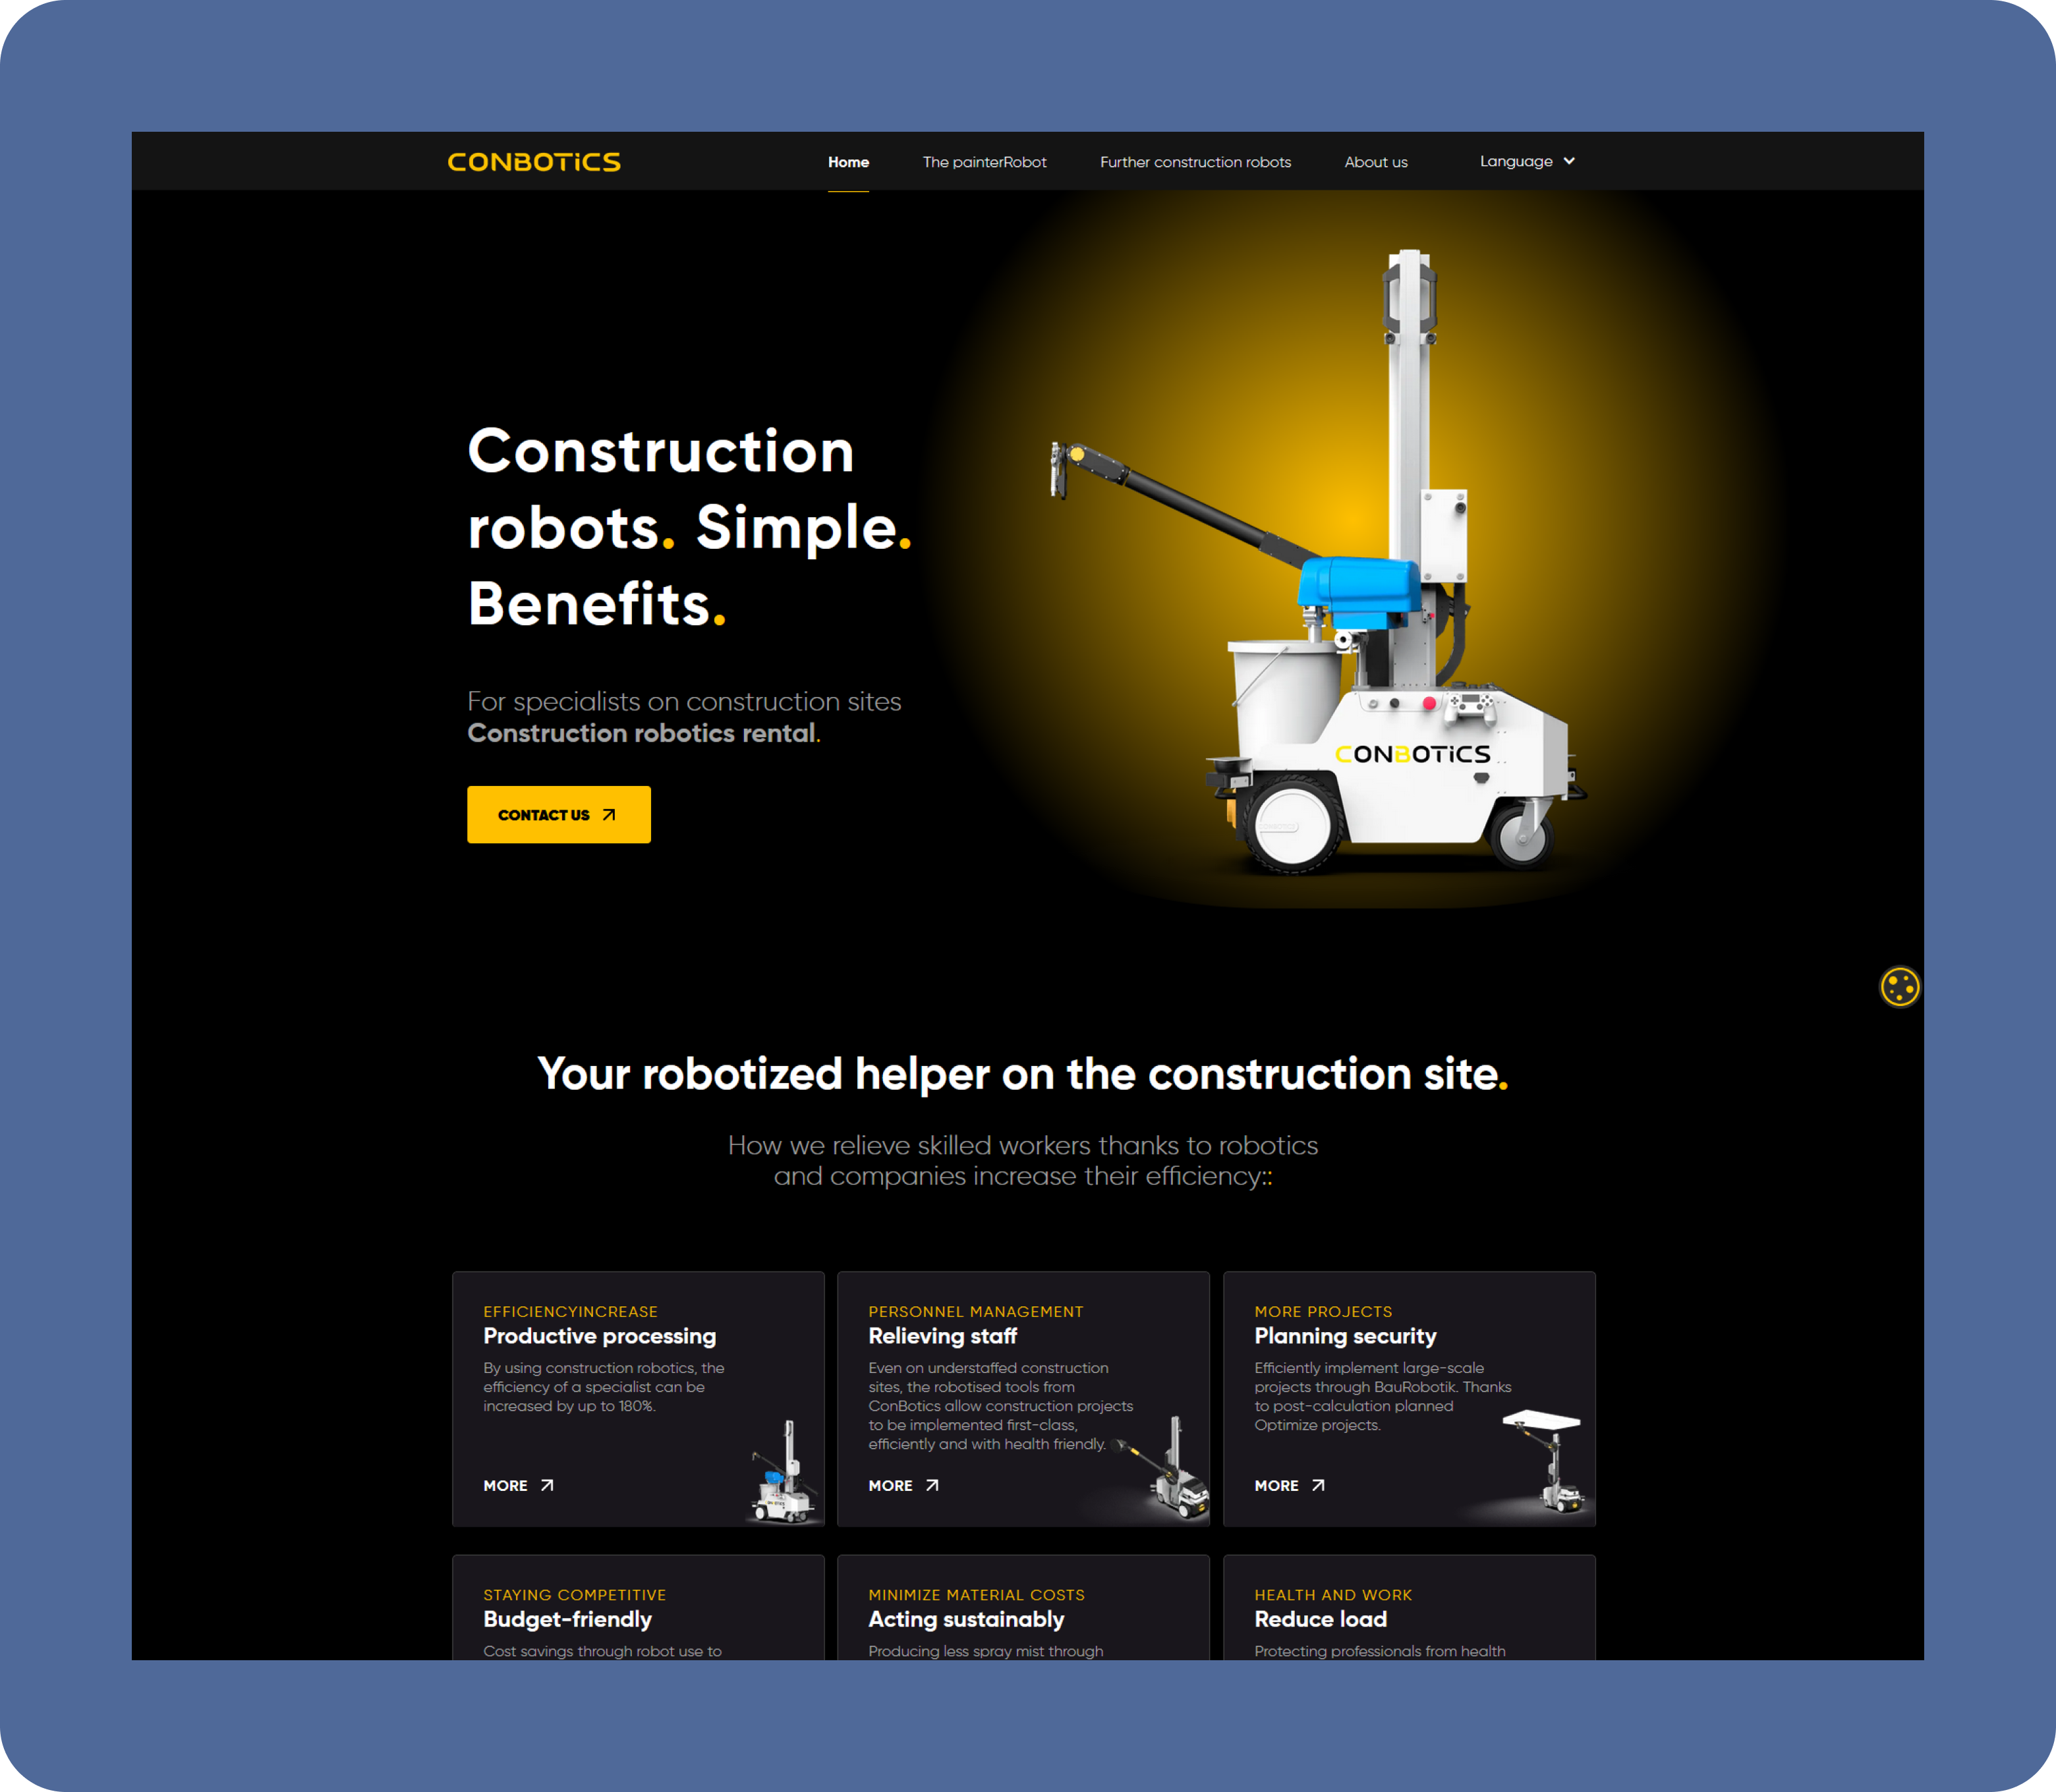 CONBOTiCS
Home
The painterRobot
Further construction robots
About us
Language
Construction
robots. Simple.
Benefits.
For specialists on construction sites
Construction robotics rental.
CONTACT US
CONBOTiCS
Your robotized helper on the construction site.
How we relieve skilled workers thanks to robotics
and companies increase their efficiency::
EFFICIENCYINCREASE
Productive processing
By using construction robotics, the
efficiency of a specialist can be
increased by up to 180%.
MORE
PERSONNEL MANAGEMENT
Relieving staff
Even on understaffed construction
sites, the robotised tools from
ConBotics allow construction projects
to be implemented first-class,
efficiently and with health friendly.
MORE
MORE PROJECTS
Planning security
Efficiently implement large-scale
projects through BauRobotik. Thanks
to post-calculation planned
Optimize projects.
MORE
STAYING COMPETITIVE
Budget-friendly
Cost savings through robot use to
MINIMIZE MATERIAL COSTS
Acting sustainably
Producing less spray mist through
HEALTH AND WORK
Reduce load
Protecting professionals from health